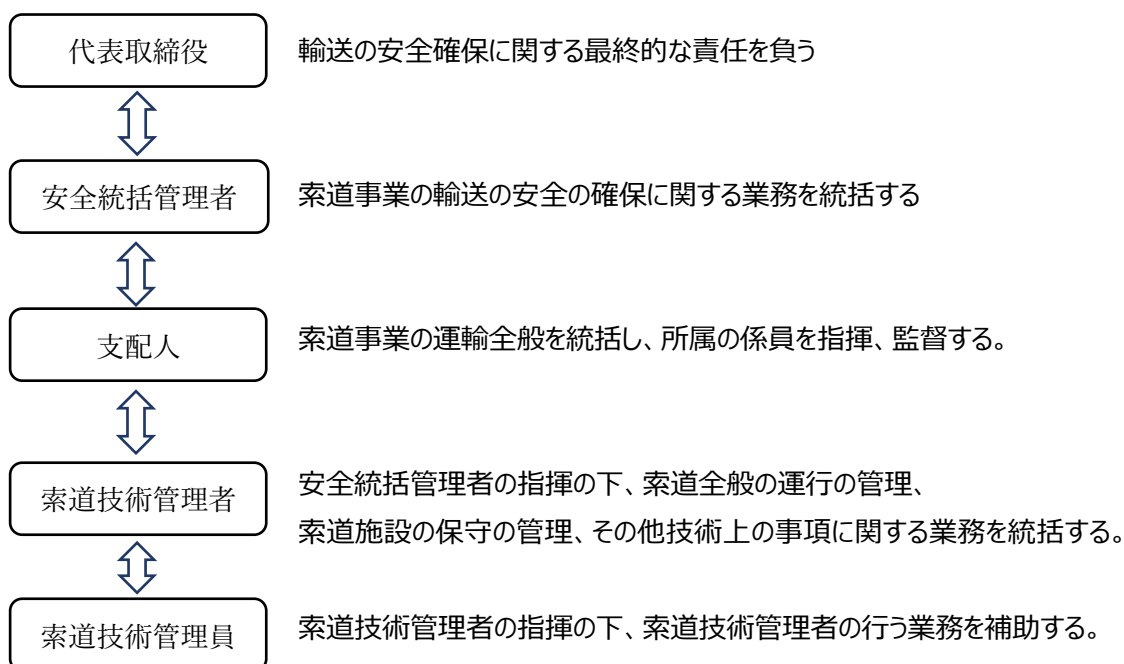 代表取締役
輸送の安全確保に関する最終的な責任を負う
安全統括管理者
索道事業の輸送の安全の確保に関する業務を統括する
支配人
索道事業の運輸全般を統括し、所属の係員を指揮、監督する。
索道技術管理者
安全統括管理者の指揮の下、索道全般の運行の管理、
索道施設の保守の管理、その他技術上の事項に関する業務を統括する。
索道技術管理員
索道技術管理者の指揮の下、索道技術管理者の行う業務を補助する。